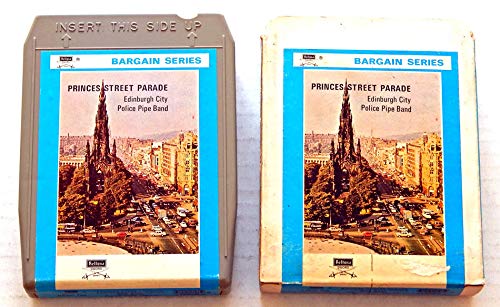 INSERT THIS SIDE UP
BARGAIN SERIES
PRINCES STREET PARADE
Edinburgh City
Police Pipe Band
BARGAIN SERIES
PRINCES STREET PARADE
Edinburgh City
Police Pipe Band